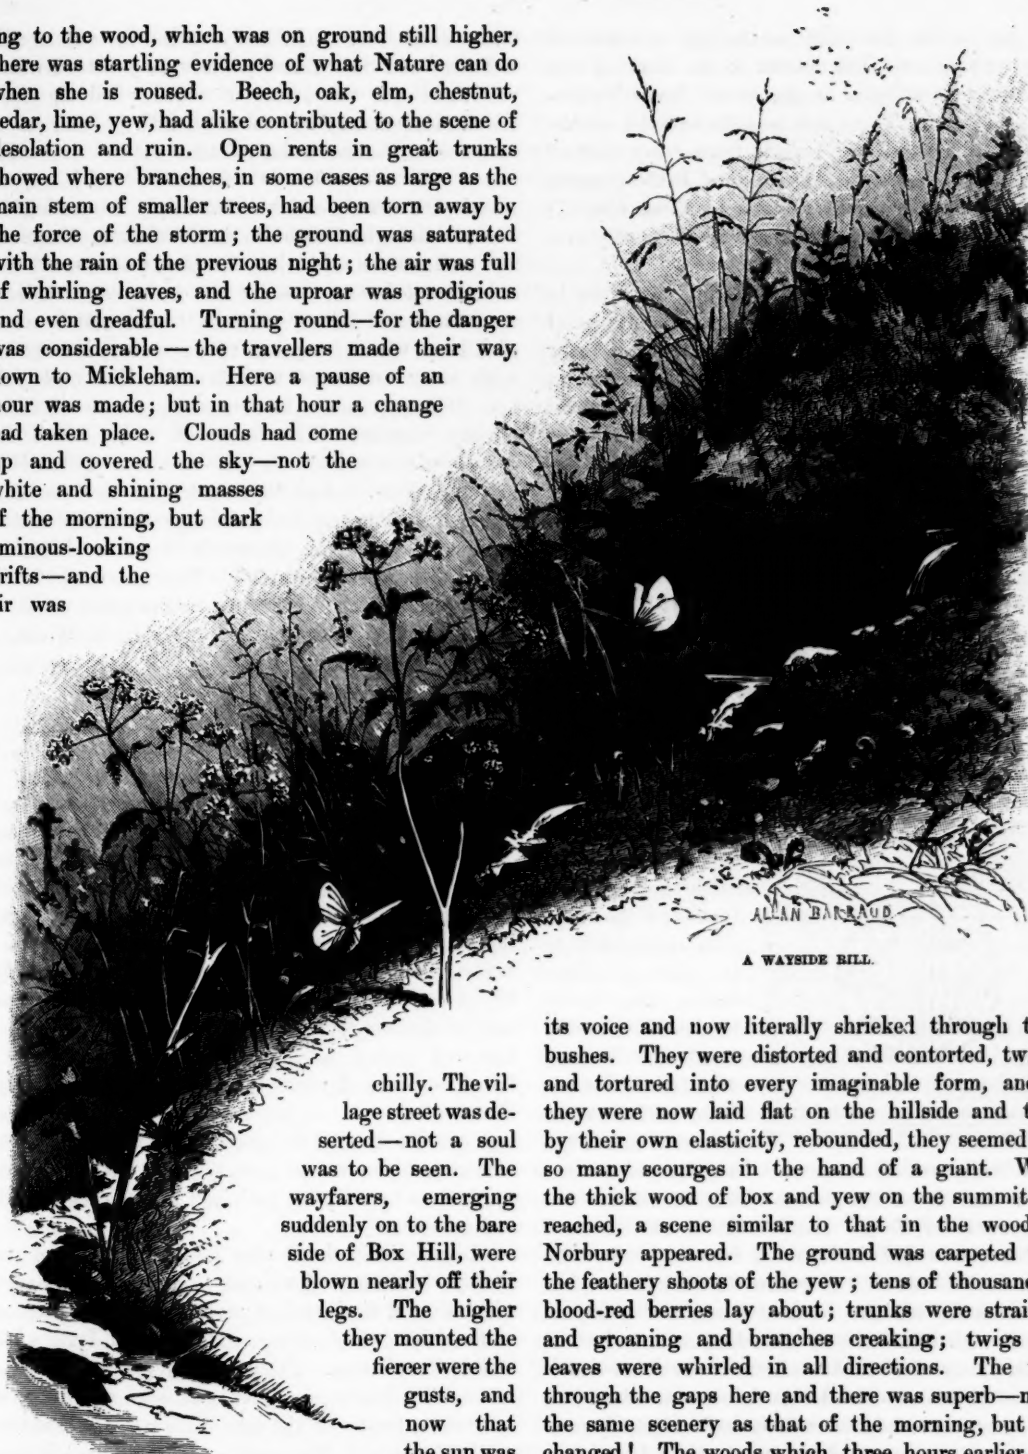 ng to the wood, which was on ground still higher,
here was startling evidence of what Nature can do
when she is roused. Beech, oak, elm, chestnut,
edar, lime, yew, had alike contributed to the scene of
esolation and ruin. Open rents in great trunks
howed where branches, in some cases as large as the
main stem of smaller trees, had been torn away by
he force of the storm; the ground was saturated
with the rain of the previous night; the air was full
f whirling leaves, and the uproar was prodigious
nd even dreadful. Turning round—for the danger
was considerable—the travellers made their way
own to Mickleham. Here a pause of an
our was made; but in that hour a change
ad taken place. Clouds had come
p and covered the sky—not the
white and shining masses
f the morning, but dark
minous-looking
rifts—and the
ir was
ALLAN BARRAUD
A WAYSIDE RILL.
chilly. The vil-
lage street was de-
serted—not a soul
was to be seen. The
wayfarers, emerging
suddenly on to the bare
side of Box Hill, were
blown nearly off their
legs. The higher
they mounted the
fiercer were the
gusts, and
now that
the sun was
its voice and now literally shrieked through t
bushes. They were distorted and contorted, tw
and tortured into every imaginable form, and
they were now laid flat on the hillside and t
by their own elasticity, rebounded, they seemed
so many scourges in the hand of a giant. W
the thick wood of box and yew on the summit
reached, a scene similar to that in the wood
Norbury appeared. The ground was carpeted
the feathery shoots of the yew; tens of thousand
blood-red berries lay about; trunks were strai
and groaning and branches creaking; twigs
leaves were whirled in all directions. The
through the gaps here and there was superb—n
the same scenery as that of the morning, but
changed! The woods which, three hours earlier